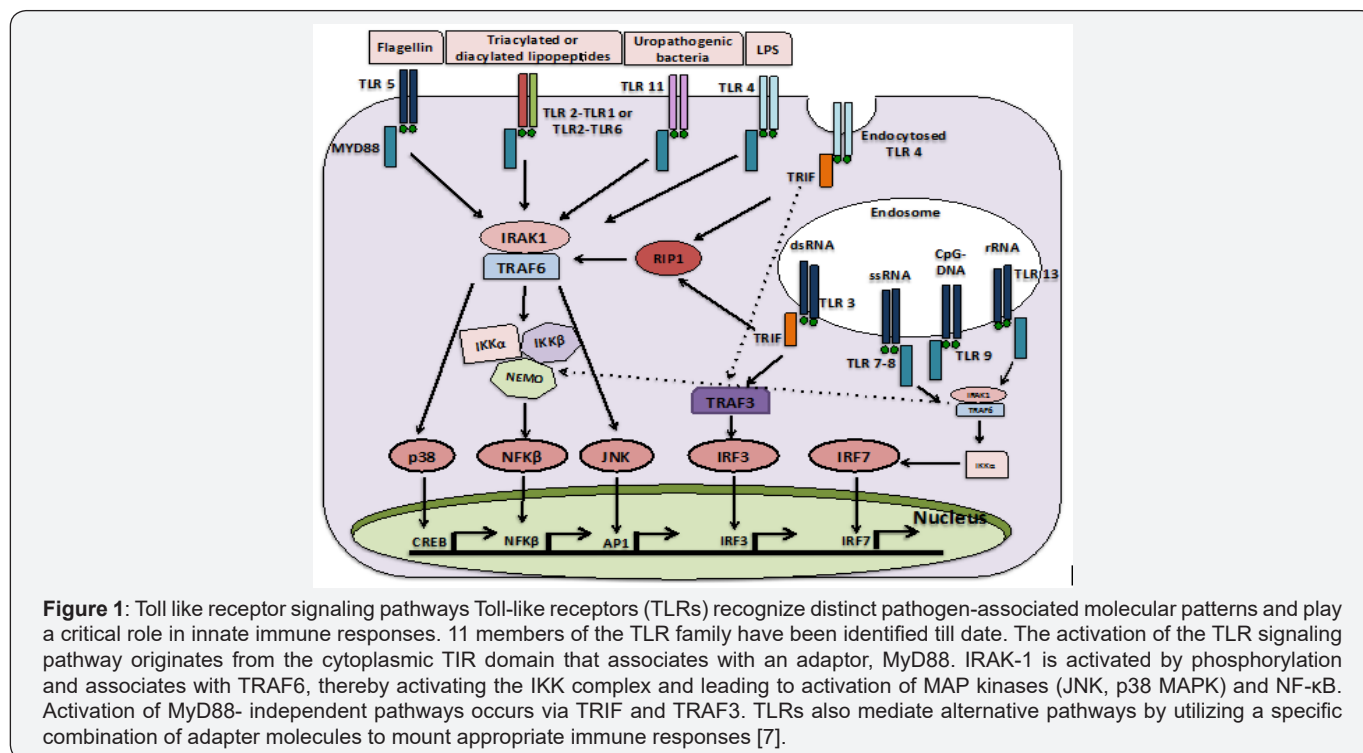 Flagellin
Triacylated or
diacylated lipopeptides
Uropathogenic
bacteria
LPS
TLR 5
TLR 11
TLR 4
TLR 2-TLR1 or
TLR2-TLR6
MYD88
Endocytosed
TLR 4
TRIF
Endosome
IRAK1
TRAF6
RIP1
dsRNA
ssRNA
CpG-
DNA
rRNA
TLR 13
TLR 3
TRIF
TLR 7-8
TLR 9
IKKα
IKKβ
NEMO
IRAK1
TRAF6
TRAF3
p38
NFKβ
JNK
IRF3
IRF7
IKKα
Nucleus
CREB
NFKβ
AP1
IRF3
IRF7
Figure 1: Toll like receptor signaling pathways Toll-like receptors (TLRs) recognize distinct pathogen-associated molecular patterns and play
a critical role in innate immune responses. 11 members of the TLR family have been identified till date. The activation of the TLR signaling
pathway originates from the cytoplasmic TIR domain that associates with an adaptor, MyD88. IRAK-1 is activated by phosphorylation
and associates with TRAF6, thereby activating the IKK complex and leading to activation of MAP kinases (JNK, p38 MAPK) and NF-κB.
Activation of MyD88- independent pathways occurs via TRIF and TRAF3. TLRs also mediate alternative pathways by utilizing a specific
combination of adapter molecules to mount appropriate immune responses [7].